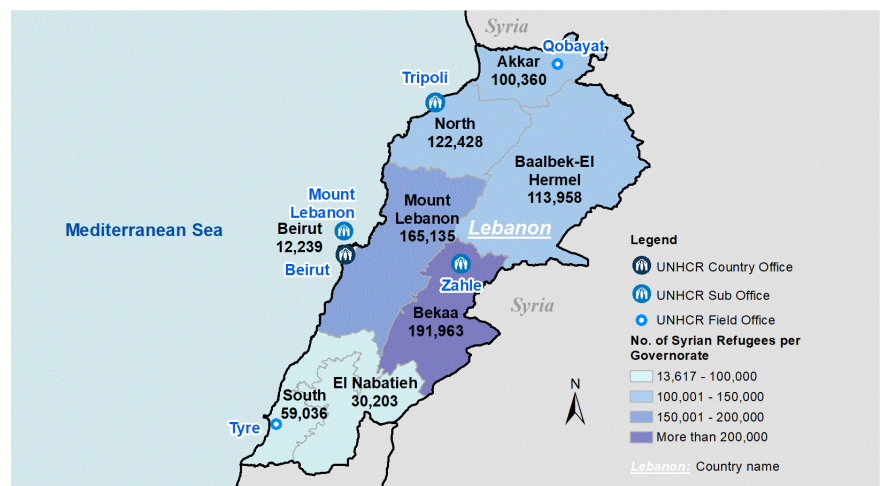 Syria
Qobayat
Akkar
100,360
Tripoli
North
122,428
Baalbek-El
Hermel
113,958
Mount
Lebanon
Mount
Lebanon
165,135
Beirut
12,239
Lebanon
Mediterranean Sea
Beirut
Zahle
Syria
Bekaa
191,963
El Nabatieh
30,203
South
59,036
Tyre
N
Legend
UNHCR Country Office
UNHCR Sub Office
UNHCR Field Office
No. of Syrian Refugees per
Governorate
13,617 - 100,000
100,001 - 150,000
150,001 - 200,000
More than 200,000
Lebanon: Country name